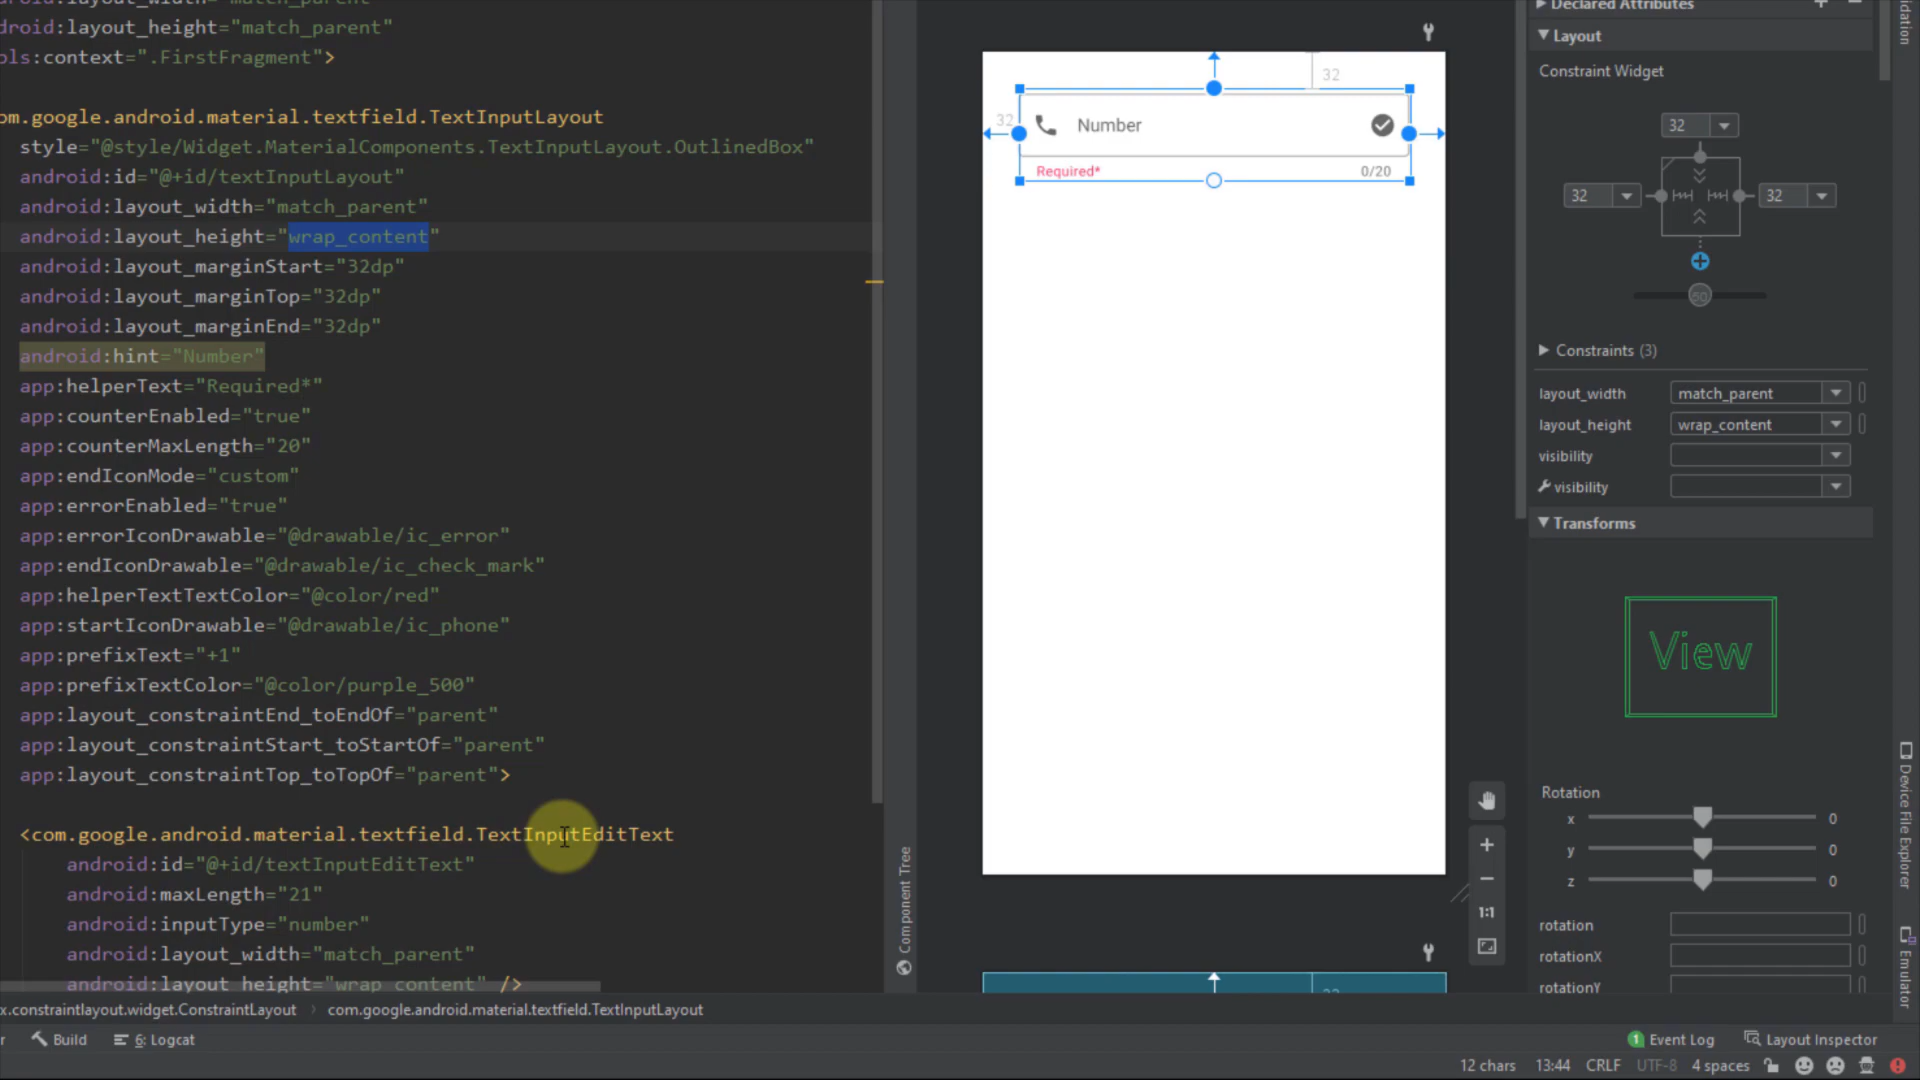 ndroid:layout_width="match_parent"
ndroid:layout_height="match_parent"
ols:context=".FirstFragment">
om.google.android.material.textfield.TextInputLayout
style="@style/Widget.MaterialComponents.TextInputLayout.OutlinedBox"
android:id="@+id/textInputLayout"
android:layout_width="match_parent"
android:layout_height="wrap_content"
android:layout_marginStart="32dp"
android:layout_marginTop="32dp"
android:layout_marginEnd="32dp"
android:hint="Number"
app:helperText="Required*"
app:counterEnabled="true"
app:counterMaxLength="20"
app:endIconMode="custom"
app:errorEnabled="true"
app:errorIconDrawable="@drawable/ic_error"
app:endIconDrawable="@drawable/ic_check_mark"
app:helperTextTextColor="@color/red"
app:startIconDrawable="@drawable/ic_phone"
app:prefixText="+1"
app:prefixTextColor="@color/purple_500"
app:layout_constraintEnd_toEndOf="parent"
app:layout_constraintStart_toStartOf="parent"
app:layout_constraintTop_toTopOf="parent">
<com.google.android.material.textfield.TextInputEditText
android:id="@+id/textInputEditText"
android:maxLength="21"
android:inputType="number"
android:layout_width="match_parent"
android:layout_height="wrap_content" />
x.constraintlayout.widget.ConstraintLayout
com.google.android.material.textfield.TextInputLayout
Component Tree
32
32
Number
Required*
0/20
1:1
32
Declared Attributes
Layout
Constraint Widget
32
32
32
50
Constraints (3)
layout_width
match_parent
layout_height
wrap_content
visibility
visibility
Transforms
View
Rotation
x
0
y
0
z
0
rotation
rotationX
rotationY
idation
Device File Explorer
Emulator
r
Build
6: Logcat
1
Event Log
Layout Inspector
12 chars
13:44
CRLF
UTF-8
4 spaces